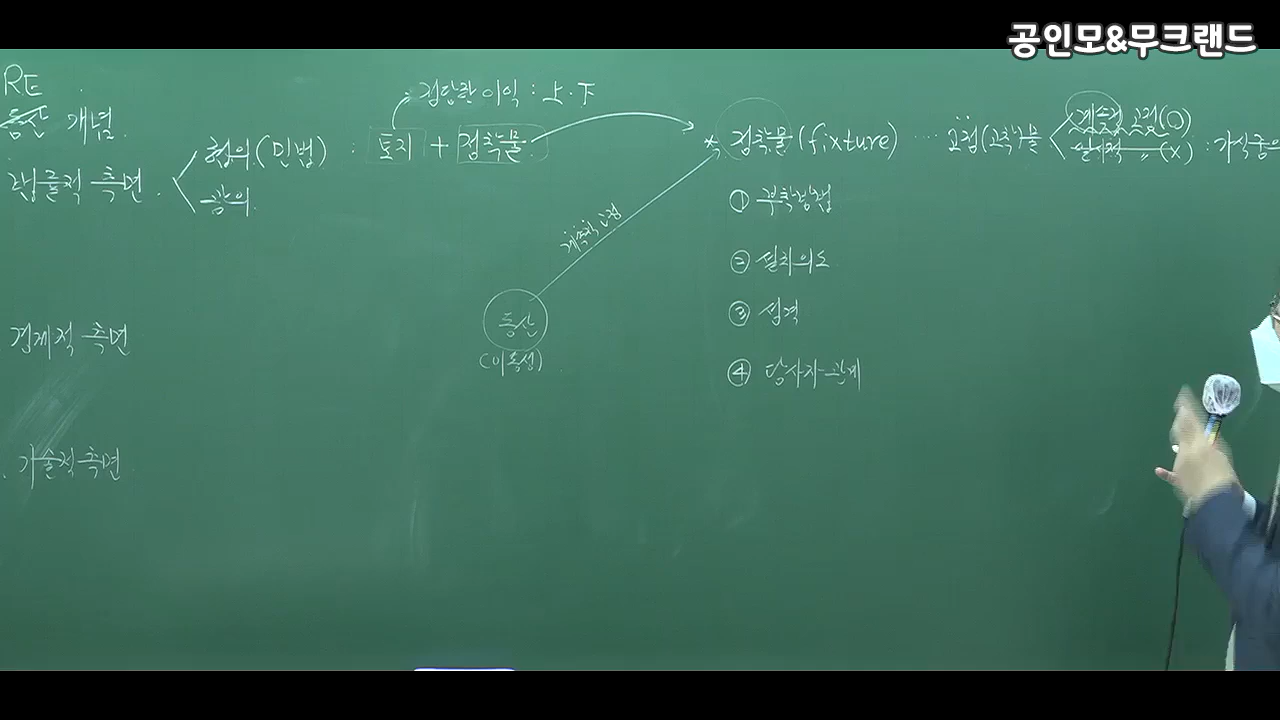 공인모&무크랜드
RE
동산 개념
법률적 측면
협의(민법) : 토지 + 정착물
광의
정당한 이익 : 上·下
* 정착물(fixture) ···· 고정(고착)물
계속적 고정(O)
일시적 〃 (X) : 가식중의
① 부착방법
② 설치의도
③ 성격
④ 당사자관계
계속적 고정
동산
(이동성)
경제적 측면
기술적 측면